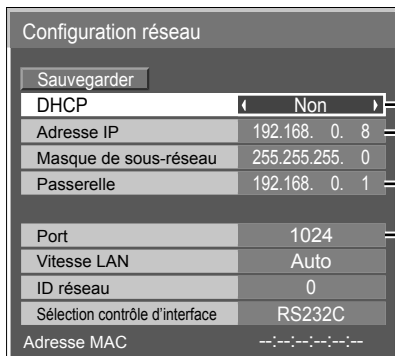 Configuration réseau
Sauvegarder
DHCP Non
Adresse IP 192.168. 0. 8
Masque de sous-réseau 255.255.255. 0
Passerelle 192.168. 0. 1
Port 1024
Vitesse LAN Auto
ID réseau 0
Sélection contrôle d’interface RS232C
Adresse MAC --:--:--:--:--:--